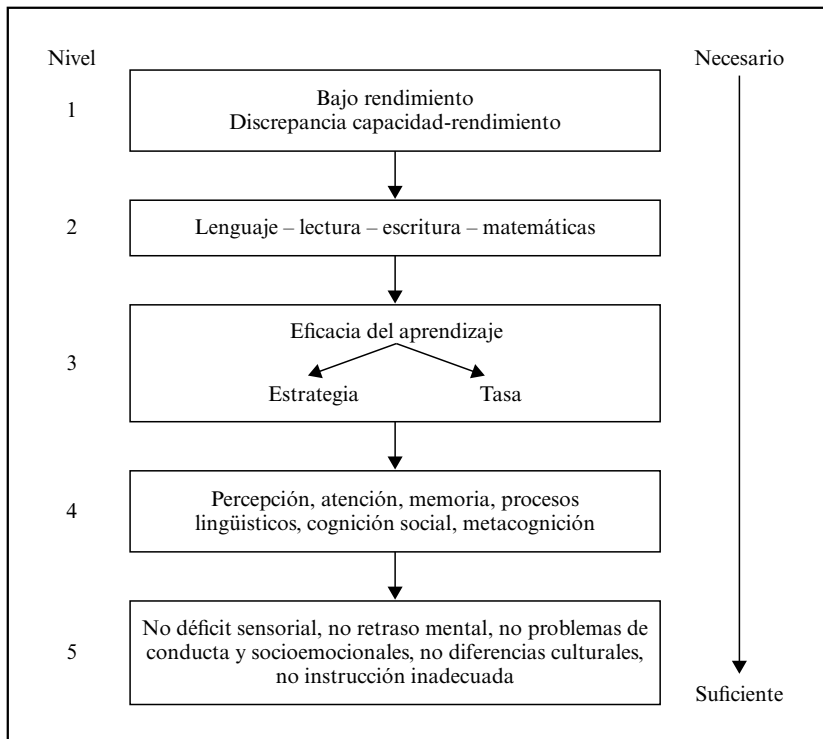 Nivel
Necesario
1
Bajo rendimiento
Discrepancia capacidad-rendimiento
2
Lenguaje – lectura – escritura – matemáticas
3
Eficacia del aprendizaje
Estrategia
Tasa
4
Percepción, atención, memoria, procesos
lingüisticos, cognición social, metacognición
5
No déficit sensorial, no retraso mental, no problemas de
conducta y socioemocionales, no diferencias culturales,
no instrucción inadecuada
Suficiente